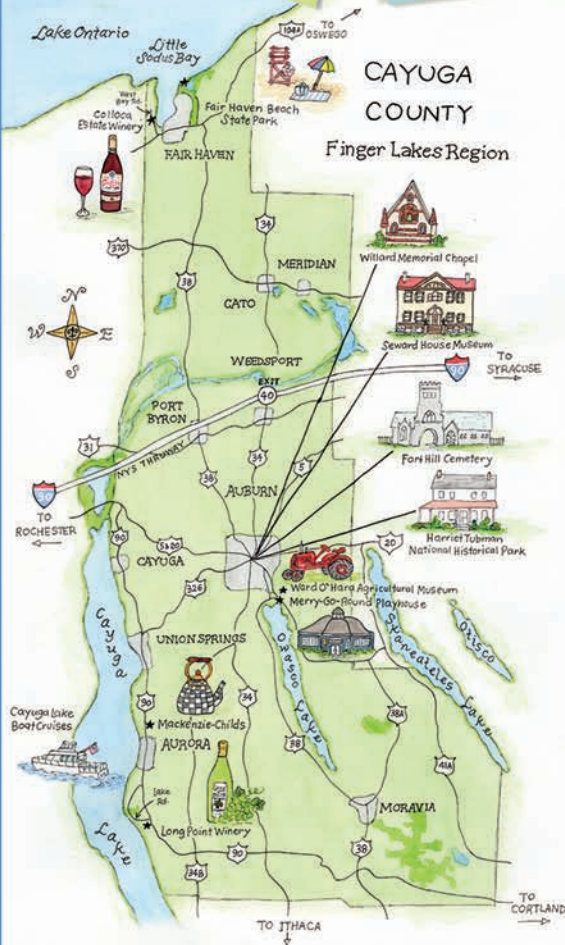 Lake Ontario
Little
Sodus Bay
104A
TO
OSWEGO
CAYUGA
COUNTY
Finger Lakes Region
West
Bay Rd.
Colloca
Estate Winery
Fair Haven Beach
State Park
FAIR HAVEN
34
Willard Memorial Chapel
370
MERIDIAN
38
CATO
N
W
E
S
Seward House Museum
WEEDSPORT
90
TO
SYRACUSE
EXIT
40
PORT
BYRON
31
NYS THRUWAY
34
5
38
Fort Hill Cemetery
90
TO
ROCHESTER
AUBURN
Harriet Tubman
National Historical Park
90
5&20
20
CAYUGA
326
Ward O'Hara Agricultural Museum
Merry-Go-Round Playhouse
Cayuga
Owasco
Lake
Skaneateles
Lake
Otisco
UNION SPRINGS
90
34
38A
Cayuga Lake
Boat Cruises
Mackenzie-Childs
AURORA
38
41A
Lake
Rd.
MORAVIA
Long Point Winery
Lake
90
38
34B
TO
CORTLAND
TO ITHACA